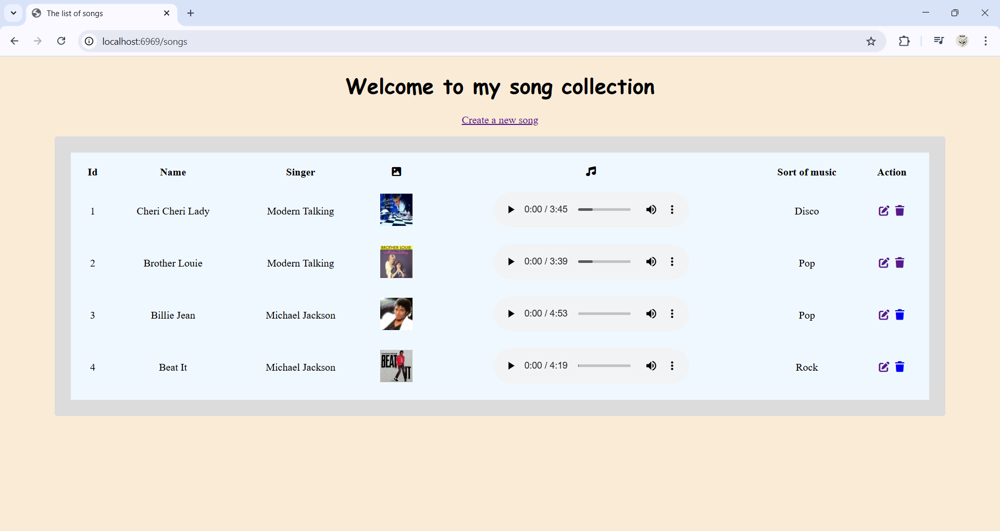 The list of songs
localhost:6969/songs
Welcome to my song collection
Create a new song
Id Name Singer Sort of music Action
1 Cheri Cheri Lady Modern Talking 0:00 / 3:45 Disco
2 Brother Louie Modern Talking BROTHER LOUIE Modern Talking 0:00 / 3:39 Pop
3 Billie Jean Michael Jackson 0:00 / 4:53 Pop
4 Beat It Michael Jackson BEAT IT 0:00 / 4:19 Rock